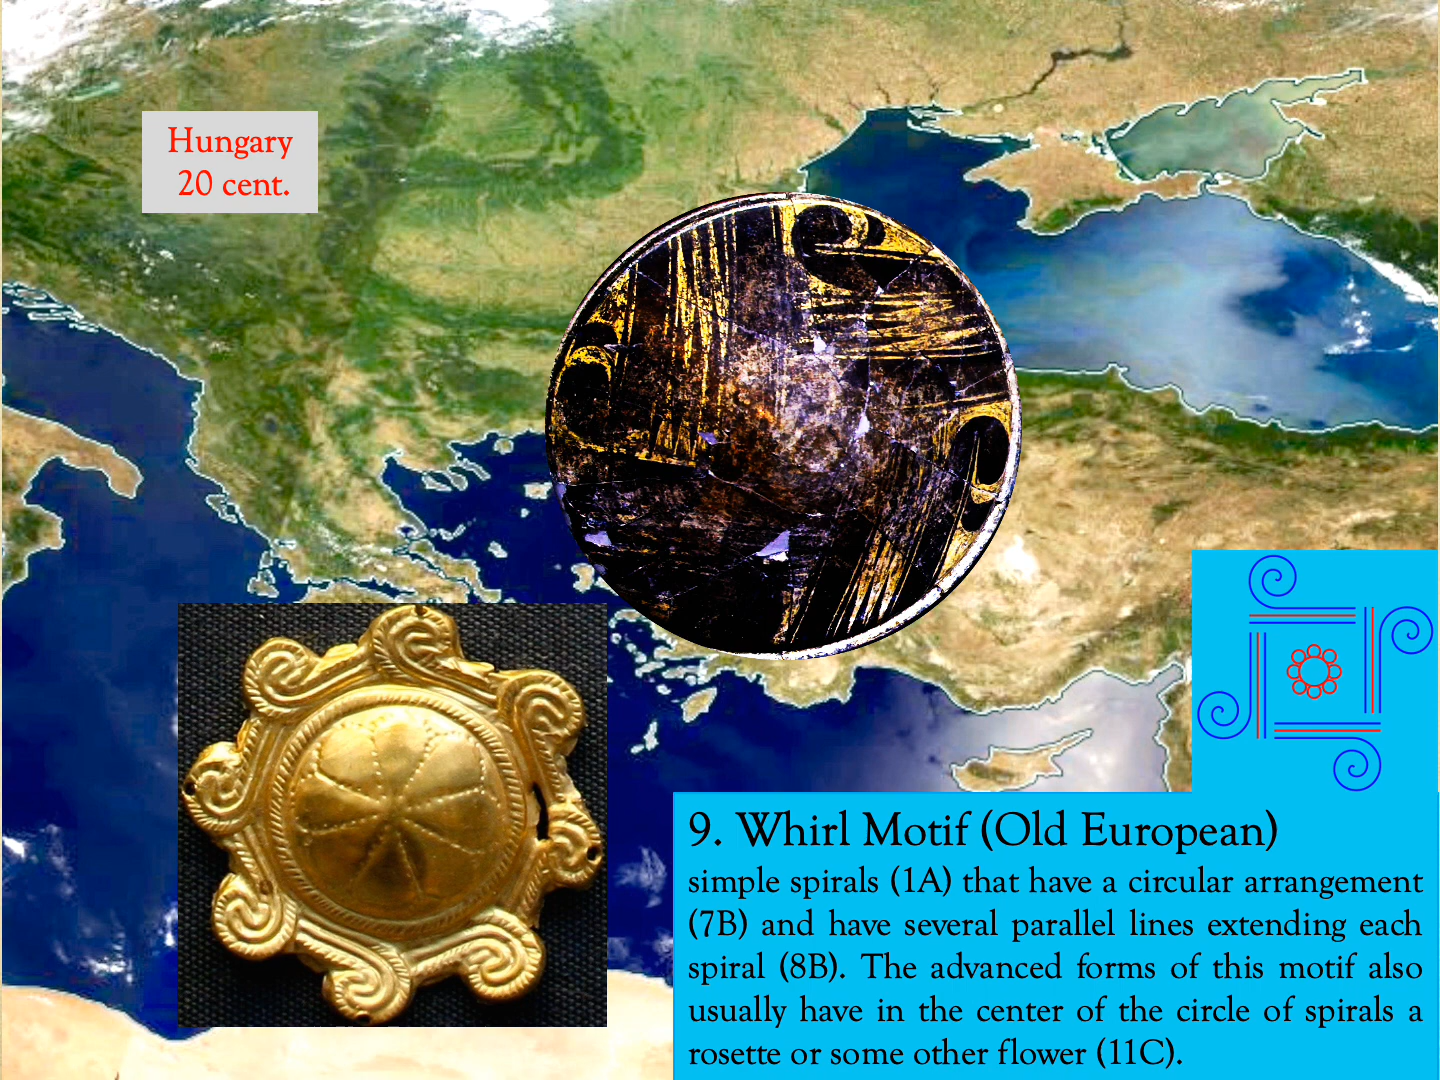 Hungary
20 cent.
9. Whirl Motif (Old European)
simple spirals (1A) that have a circular arrangement
(7B) and have several parallel lines extending each
spiral (8B). The advanced forms of this motif also
usually have in the center of the circle of spirals a
rosette or some other flower (11C).